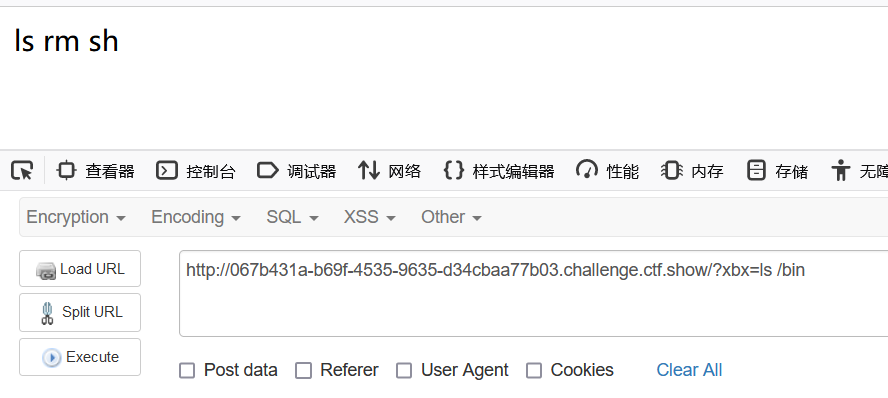 ls rm sh
查看器 控制台 调试器 网络 样式编辑器 性能 内存 存储 无障
Encryption Encoding SQL XSS Other
Load URL http://067b431a-b69f-4535-9635-d34cbaa77b03.challenge.ctf.show/?xbx=ls /bin
Split URL
Execute
Post data Referer User Agent Cookies Clear All